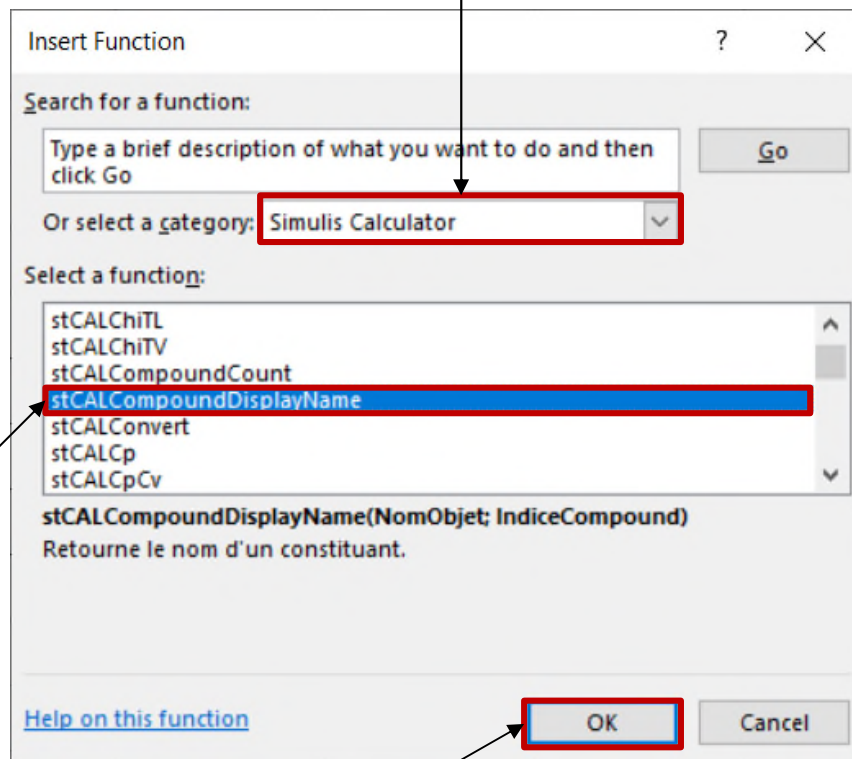 Insert Function
?
Search for a function:
Type a brief description of what you want to do and then
click Go
Go
Or select a category: Simulis Calculator
Select a function:
stCALChiTL
stCALChiTV
stCALCompoundCount
stCALCompoundDisplayName
stCALConvert
stCALCp
stCALCpCv
stCALCompoundDisplayName(NomObjet; IndiceCompound)
Retourne le nom d'un constituant.
Help on this function
OK
Cancel